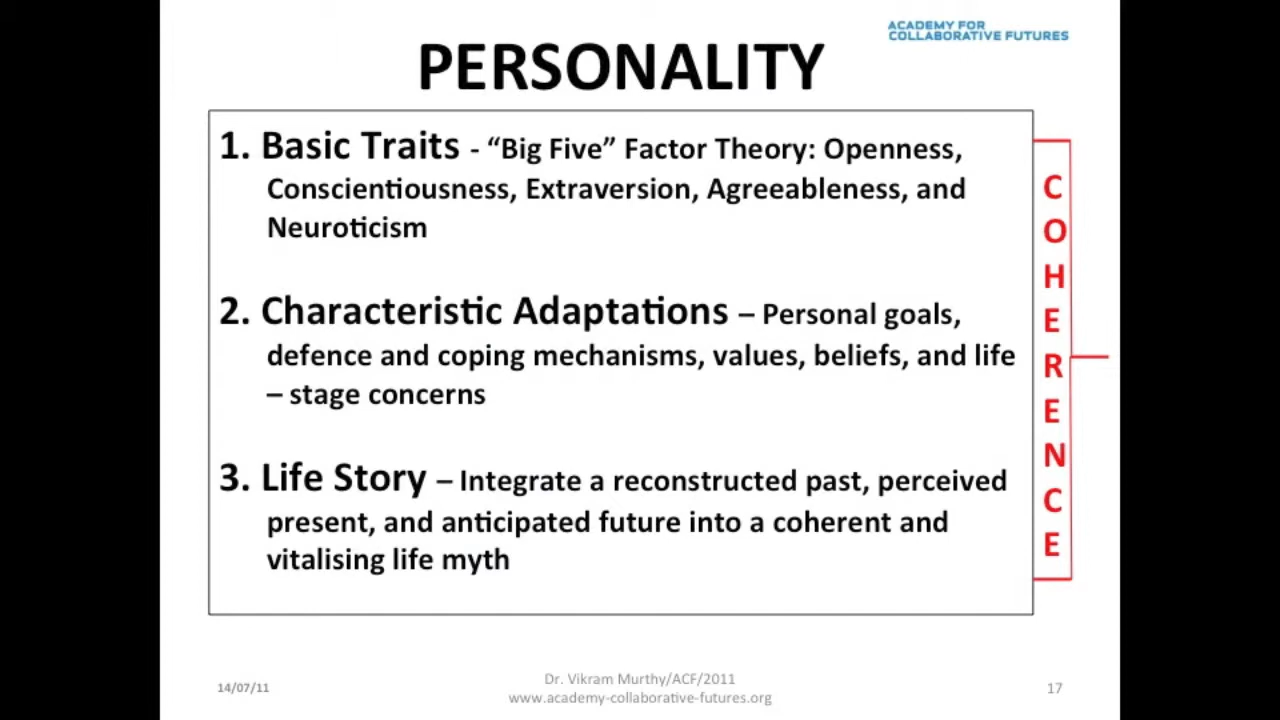 ACADEMY FOR
COLLABORATIVE FUTURES
PERSONALITY
1. Basic Traits - “Big Five” Factor Theory: Openness,
Conscientiousness, Extraversion, Agreeableness, and
Neuroticism
2. Characteristic Adaptations – Personal goals,
defence and coping mechanisms, values, beliefs, and life
– stage concerns
3. Life Story – Integrate a reconstructed past, perceived
present, and anticipated future into a coherent and
vitalising life myth
C
O
H
E
R
E
N
C
E
14/07/11
Dr. Vikram Murthy/ACF/2011
www.academy-collaborative-futures.org
17